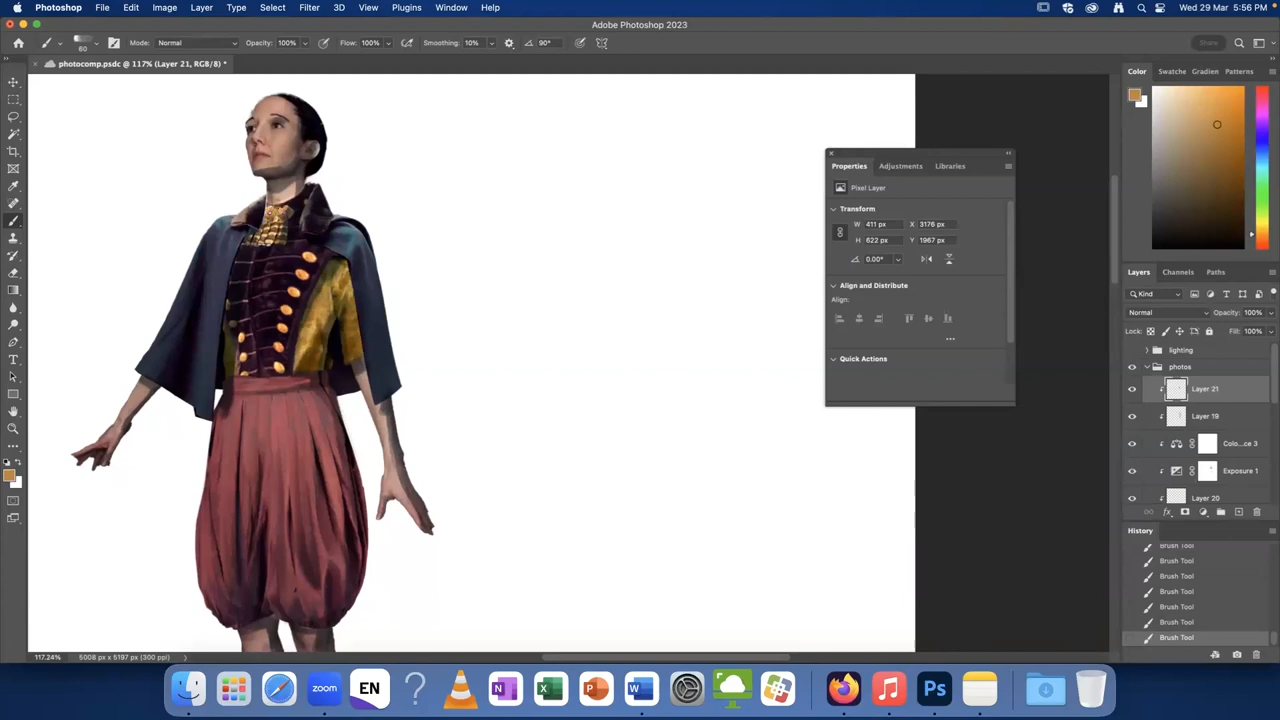 Photoshop File Edit Image Layer Type Select Filter 3D View Plugins Window Help Wed 29 Mar 5:56 PM
Adobe Photoshop 2023
60 Mode: Normal Opacity: 100% Flow: 100% Smoothing: 10% 90° Share
photocomp.psdc @ 117% (Layer 21, RGB/8) *
Color Swatche Gradien Patterns
Properties Adjustments Libraries
Pixel Layer
Transform
W 411 px X 3176 px
H 622 px Y 1967 px
0.00°
Align and Distribute
Align:
Quick Actions
Layers Channels Paths
Kind
Normal Opacity: 100%
Lock: Fill: 100%
lighting
photos
Layer 21
Layer 19
Colo...ce 3
Exposure 1
Layer 20
fx
History
Brush Tool
Brush Tool
Brush Tool
Brush Tool
Brush Tool
Brush Tool
Brush Tool
117.24% 5008 px x 5197 px (300 ppi)
zoom EN ? N X P W Ps